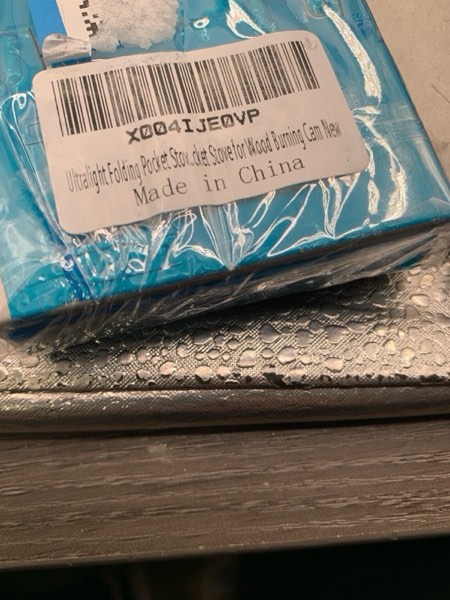 X004IJE0VP
Ultralight Folding Pocket Stov...cket Stove for Wood Burning Cam New
Made in China